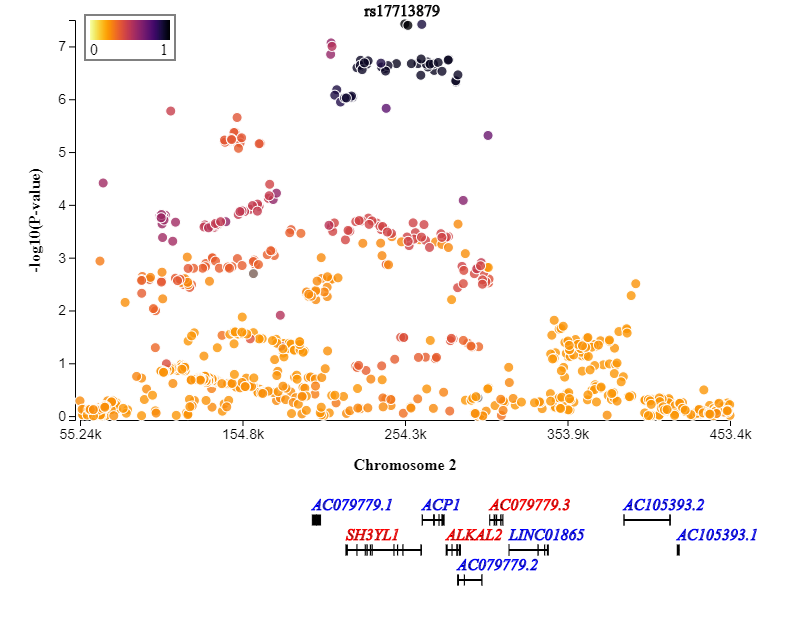 rs17713879
0 1
7
6
5
4
3
2
1
0
-log10(P-value)
55.24k 154.8k 254.3k 353.9k 453.4k
Chromosome 2
AC079779.1 ACP1 AC079779.3 AC105393.2
SH3YL1 ALKAL2 LINC01865 AC105393.1
AC079779.2